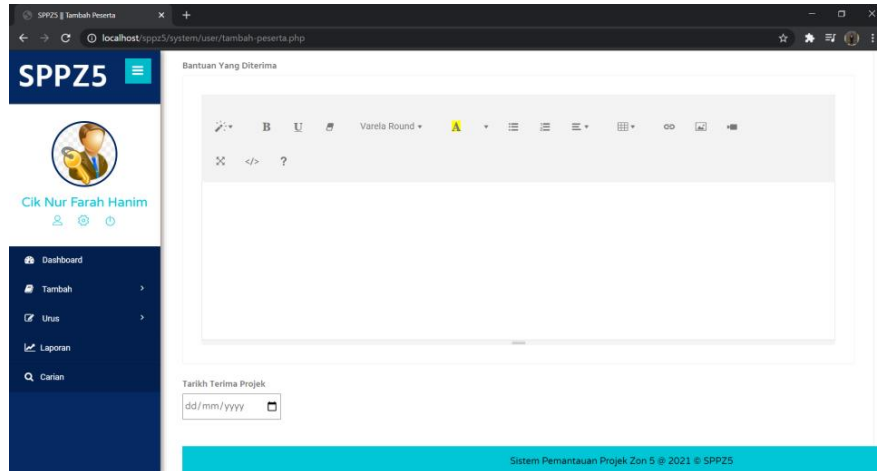 SPPZ5 || Tambah Peserta
localhost/sppz5/system/user/tambah-peserta.php
SPPZ5
Cik Nur Farah Hanim
Dashboard
Tambah
Urus
Laporan
Carian
Bantuan Yang Diterima
B U Varela Round A
</> ?
Tarikh Terima Projek
dd/mm/yyyy
Sistem Pemantauan Projek Zon 5 @ 2021 © SPPZ5